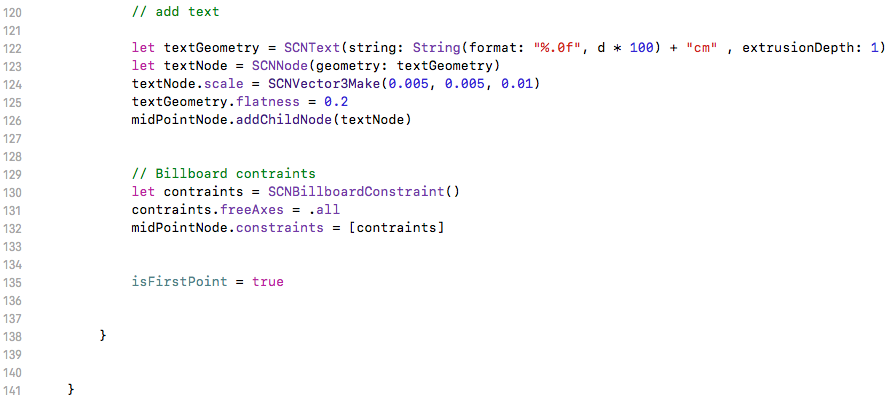 120 // add text
121
122 let textGeometry = SCNText(string: String(format: "%.0f", d * 100) + "cm" , extrusionDepth: 1)
123 let textNode = SCNNode(geometry: textGeometry)
124 textNode.scale = SCNVector3Make(0.005, 0.005, 0.01)
125 textGeometry.flatness = 0.2
126 midPointNode.addChildNode(textNode)
127
128
129 // Billboard contraints
130 let contraints = SCNBillboardConstraint()
131 contraints.freeAxes = .all
132 midPointNode.constraints = [contraints]
133
134
135 isFirstPoint = true
136
137
138 }
139
140
141 }